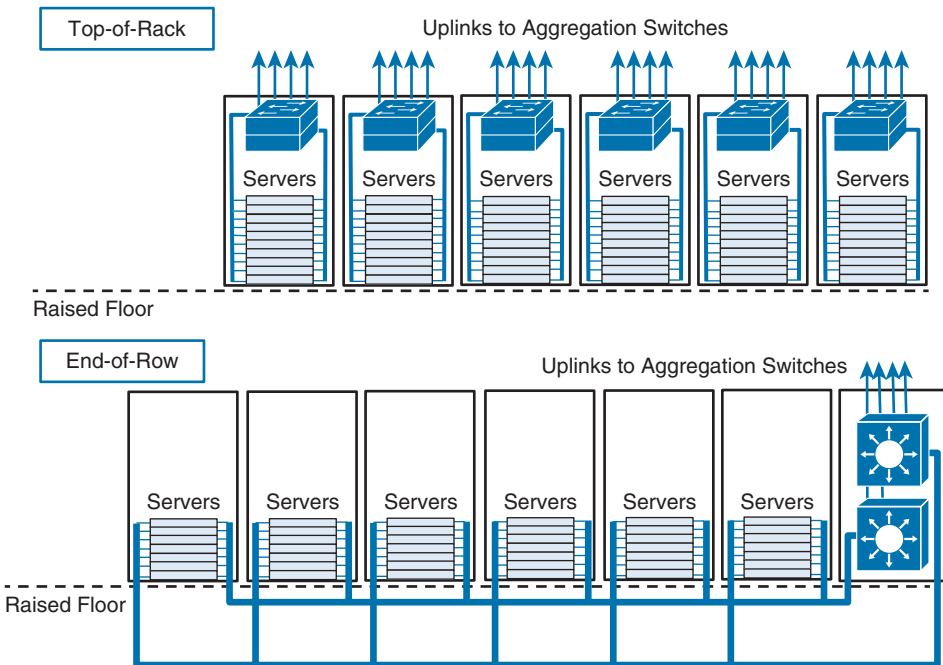 Top-of-Rack
Uplinks to Aggregation Switches
Servers
Servers
Servers
Servers
Servers
Servers
Raised Floor
End-of-Row
Uplinks to Aggregation Switches
Servers
Servers
Servers
Servers
Servers
Servers
Raised Floor